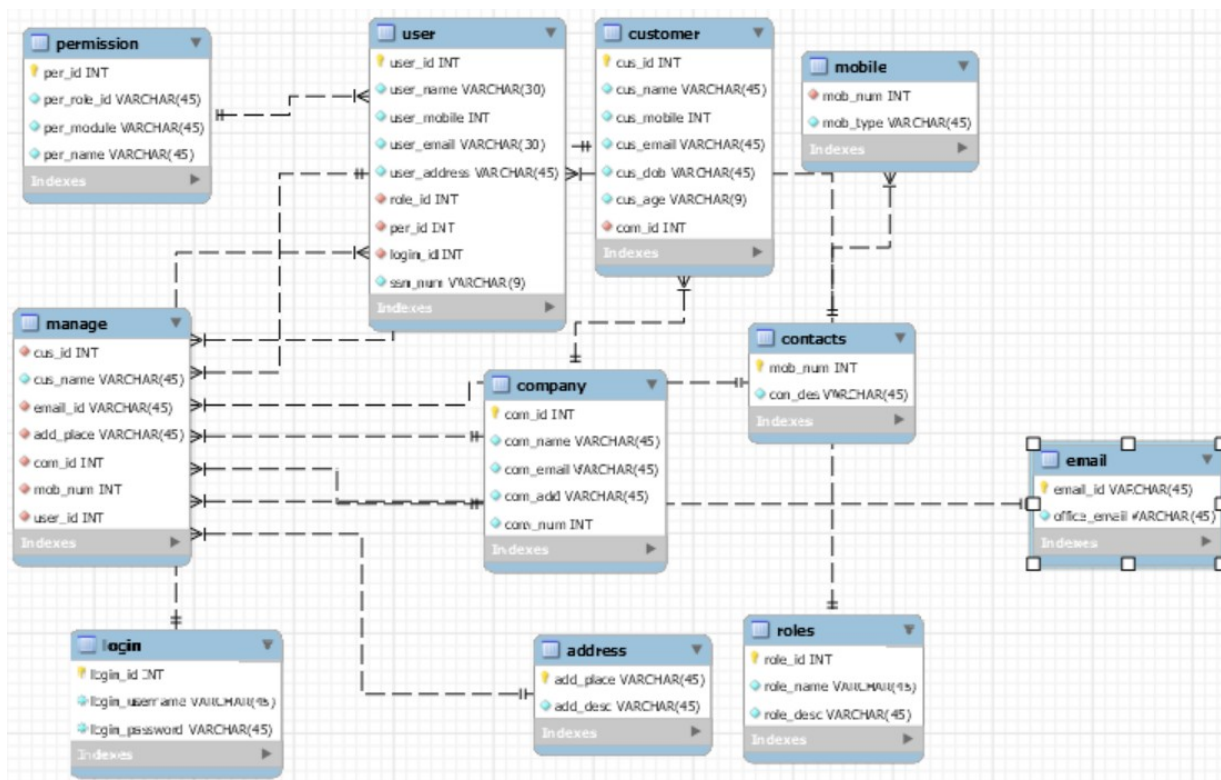 permission
per_id INT
per_role_id VARCHAR(45)
per_module VARCHAR(45)
per_name VARCHAR(45)
Indexes
user
user_id INT
user_name VARCHAR(30)
user_mobile INT
user_email VARCHAR(30)
user_address VARCHAR(45)
role_id INT
per_id INT
login_id INT
ssn_num VARCHAR(9)
Indexes
customer
cus_id INT
cus_name VARCHAR(45)
cus_mobile INT
cus_email VARCHAR(45)
cus_dob VARCHAR(45)
cus_age VARCHAR(9)
com_id INT
Indexes
mobile
mob_num INT
mob_type VARCHAR(45)
Indexes
manage
cus_id INT
cus_name VARCHAR(45)
email_id VARCHAR(45)
add_place VARCHAR(45)
com_id INT
mob_num INT
user_id INT
Indexes
company
com_id INT
com_name VARCHAR(45)
com_email VARCHAR(45)
com_add VARCHAR(45)
com_num INT
Indexes
contacts
mob_num INT
con_des VARCHAR(45)
Indexes
email
email_id VARCHAR(45)
office_email VARCHAR(45)
Indexes
login
login_id INT
login_username VARCHAR(45)
login_password VARCHAR(45)
Indexes
address
add_place VARCHAR(45)
add_desc VARCHAR(45)
Indexes
roles
role_id INT
role_name VARCHAR(45)
role_desc VARCHAR(45)
Indexes